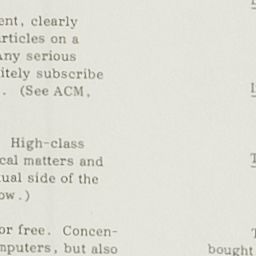 ent, clearly
rticles on a
Any serious
itely subscribe
. (See ACM,
High-class
cal matters and
ual side of the
ow.)
or free. Concen-
mputers, but also
bought